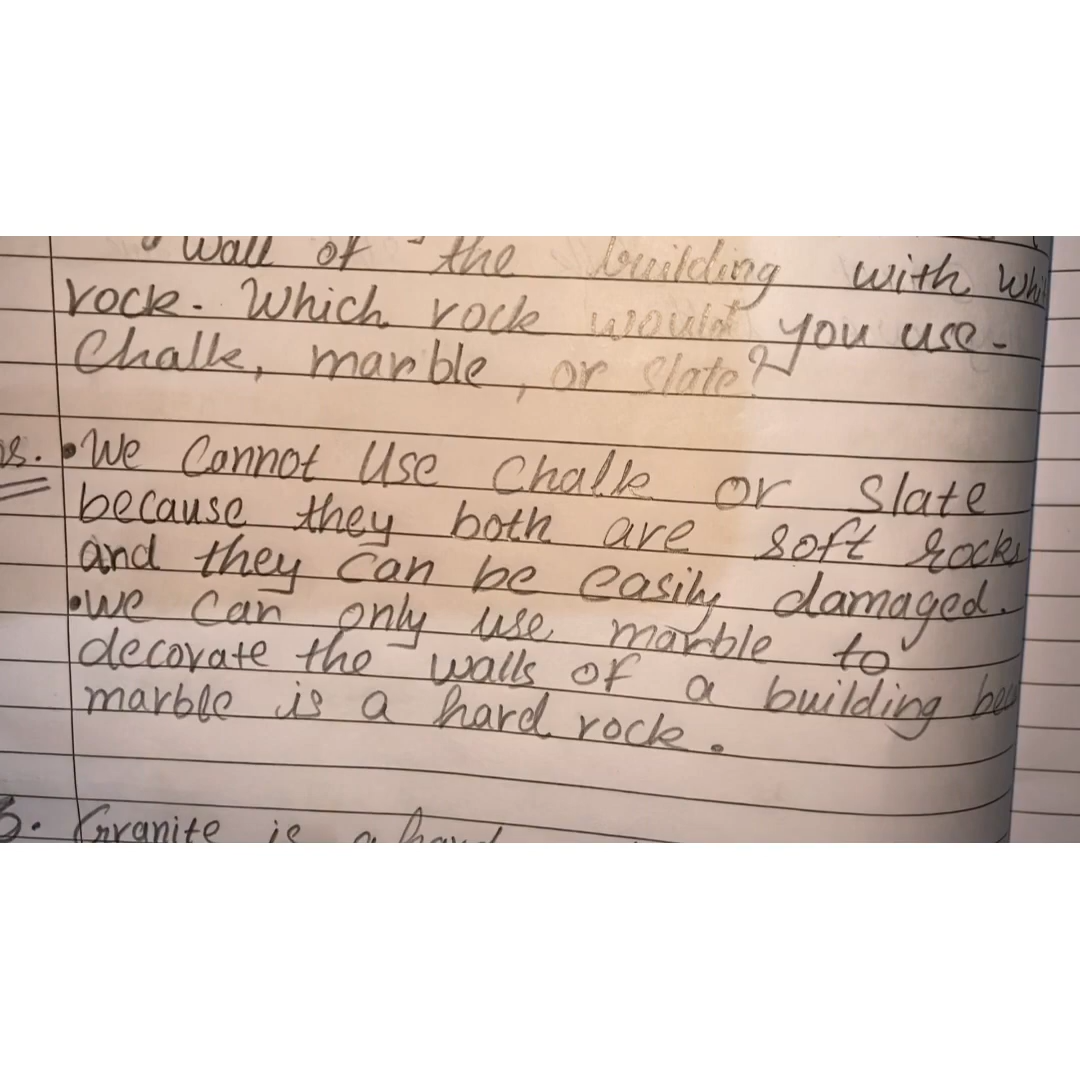 wall of the building with whi
rock. Which rock would you use-
Chalk, marble, or slate?
s. • We Cannot Use Chalk or Slate
because they both are soft rocks
and they can be easily damaged.
• we can only use marble to
decorate the walls of a building bec
marble is a hard rock.
3. Granite is a hard